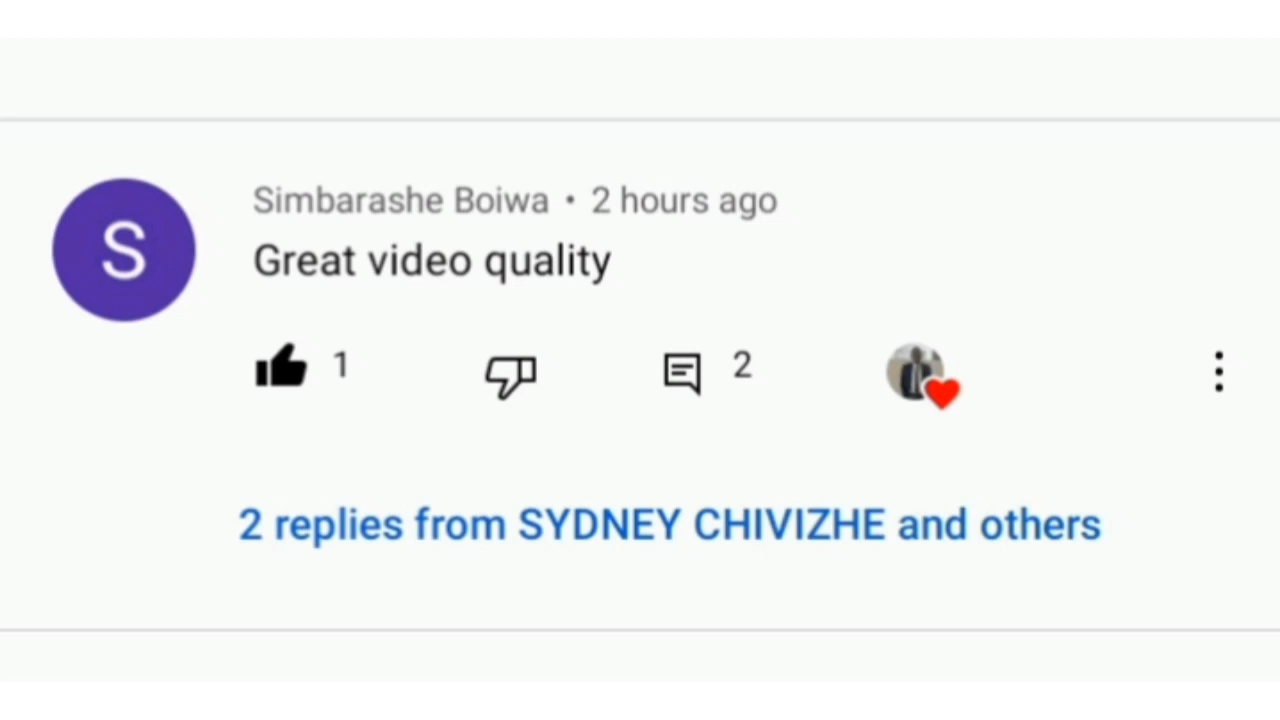 S
Simbarashe Boiwa • 2 hours ago
Great video quality
1
2
2 replies from SYDNEY CHIVIZHE and others